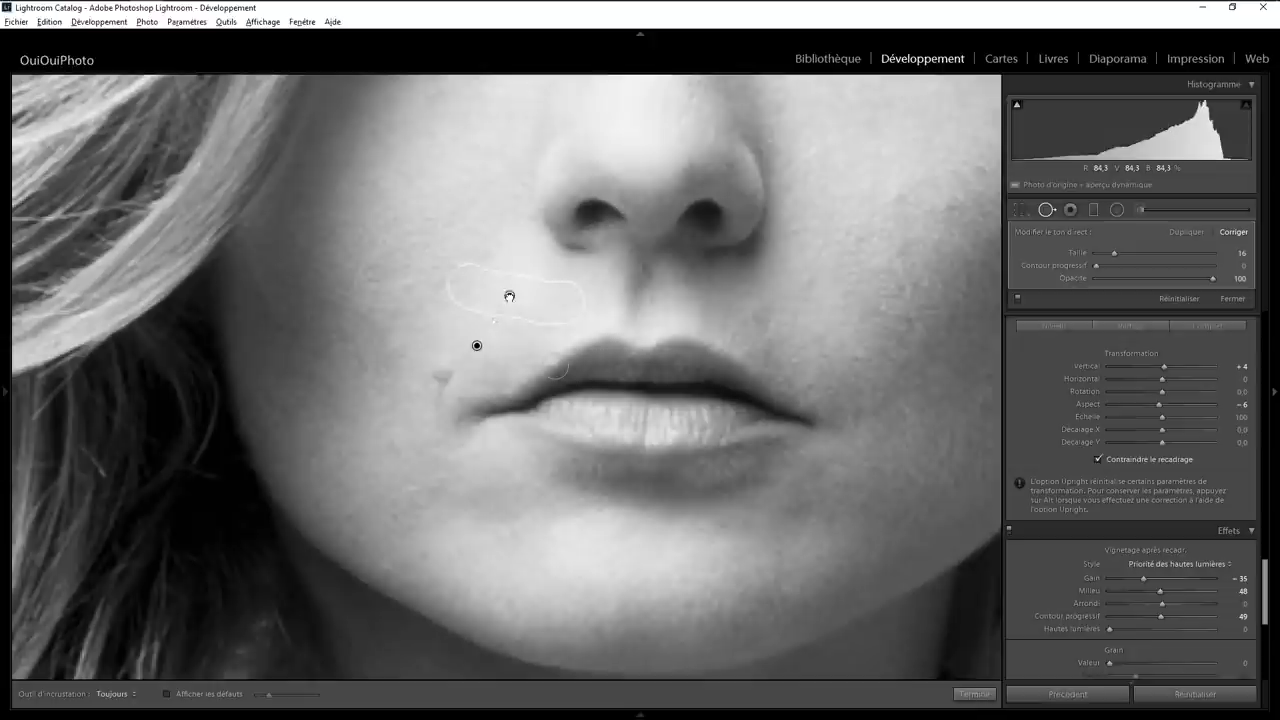 Lightroom Catalog - Adobe Photoshop Lightroom - Développement
Fichier Edition Développement Photo Paramètres Outils Affichage Fenêtre Aide
OuiOuiPhoto
Bibliothèque Développement Cartes Livres Diaporama Impression Web
Histogramme
R 84,3 V 84,3 B 84,3 %
Photo d'origine + aperçu dynamique
Modifier le ton direct : Dupliquer Corriger
Taille 16
Contour progressif 0
Opacité 100
Réinitialiser Fermer
Transformation
Vertical + 4
Horizontal 0
Rotation 0,0
Aspect - 6
Echelle 100
Décalage X 0,0
Décalage Y 0,0
Contraindre le recadrage
L'option Upright réinitialise certains paramètres de
transformation. Pour conserver les paramètres, appuyez
sur Alt lorsque vous effectuez une correction à l'aide de
l'option Upright.
Effets
Vignetage après recadr.
Style Priorité des hautes lumières
Gain - 35
Milieu 48
Arrondi 0
Contour progressif 49
Hautes lumières 0
Grain
Valeur 0
Outil d'incrustation : Toujours Afficher les défauts Terminé
Précédent Réinitialiser